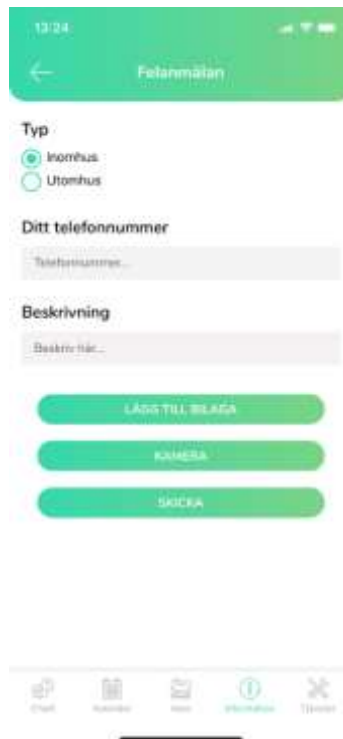 13:24
Felanmälan
Typ
Inomhus
Utomhus
Ditt telefonnummer
Telefonnummer...
Beskrivning
Beskriv här...
LÄGG TILL BILAGA
KAMERA
SKICKA
Information